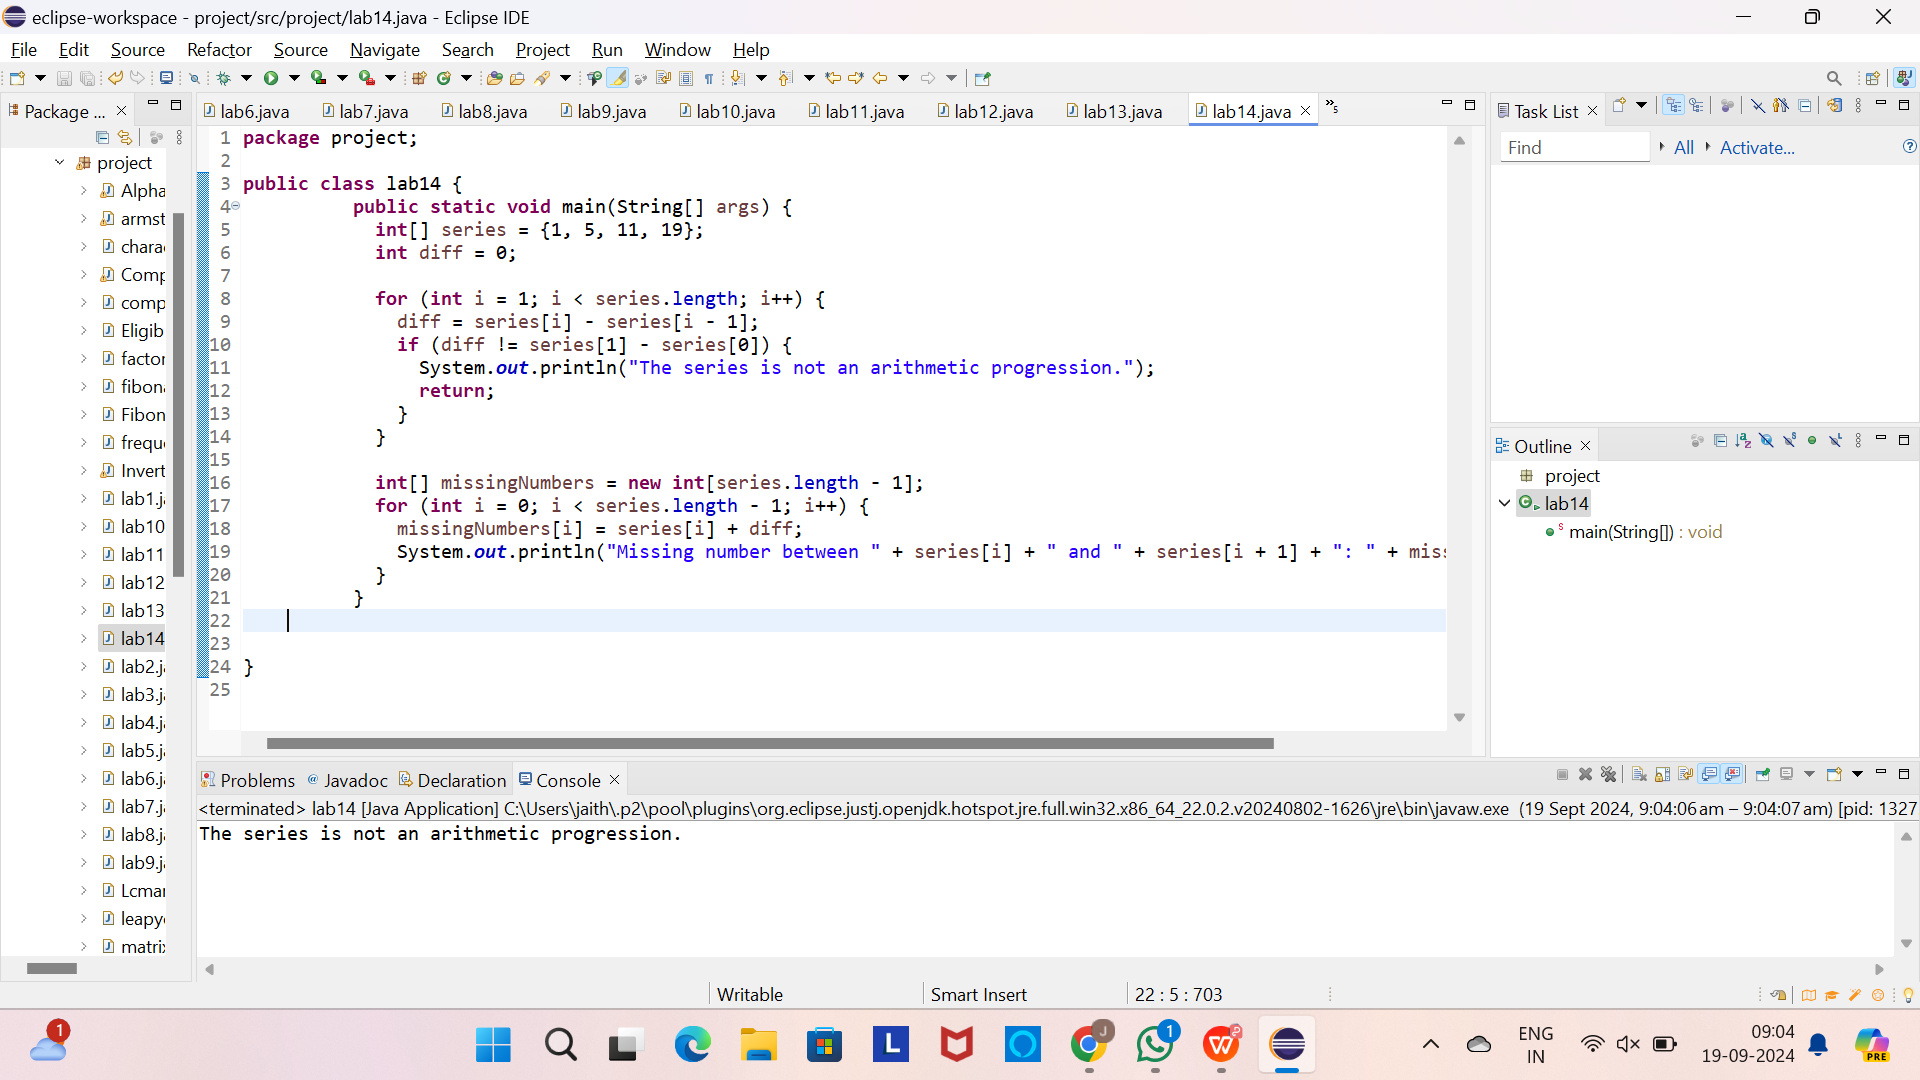 eclipse-workspace - project/src/project/lab14.java - Eclipse IDE
File Edit Source Refactor Source Navigate Search Project Run Window Help
Package ...
project
Alpha
armst
chara
Comp
comp
Eligib
factor
fibon
Fibon
frequ
Invert
lab1.j
lab10
lab11
lab12
lab13
lab14
lab2.j
lab3.j
lab4.j
lab5.j
lab6.j
lab7.j
lab8.j
lab9.j
Lcmar
leapy
matri
lab6.java lab7.java lab8.java lab9.java lab10.java lab11.java lab12.java lab13.java lab14.java »5
1 package project;
2
3 public class lab14 {
4 public static void main(String[] args) {
5 int[] series = {1, 5, 11, 19};
6 int diff = 0;
7
8 for (int i = 1; i < series.length; i++) {
9 diff = series[i] - series[i - 1];
10 if (diff != series[1] - series[0]) {
11 System.out.println("The series is not an arithmetic progression.");
12 return;
13 }
14 }
15
16 int[] missingNumbers = new int[series.length - 1];
17 for (int i = 0; i < series.length - 1; i++) {
18 missingNumbers[i] = series[i] + diff;
19 System.out.println("Missing number between " + series[i] + " and " + series[i + 1] + ": " + miss
20 }
21 }
22
23
24 }
25
Task List
Find All Activate...
Outline
project
lab14
main(String[]) : void
Problems Javadoc Declaration Console
<terminated> lab14 [Java Application] C:\Users\jaith\.p2\pool\plugins\org.eclipse.justj.openjdk.hotspot.jre.full.win32.x86_64_22.0.2.v20240802-1626\jre\bin\javaw.exe (19 Sept 2024, 9:04:06 am – 9:04:07 am) [pid: 1327
The series is not an arithmetic progression.
Writable Smart Insert 22 : 5 : 703
1
L
J
1
W
ENG
IN
09:04
19-09-2024
PRE